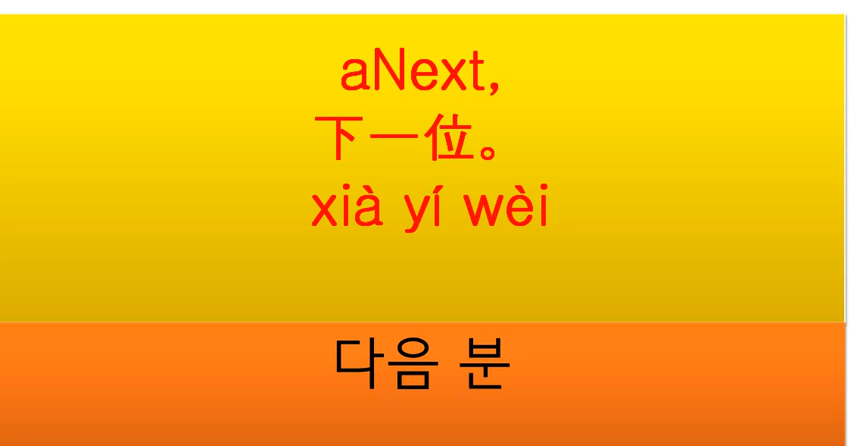 aNext,
下一位。
xià yí wèi
다음 분